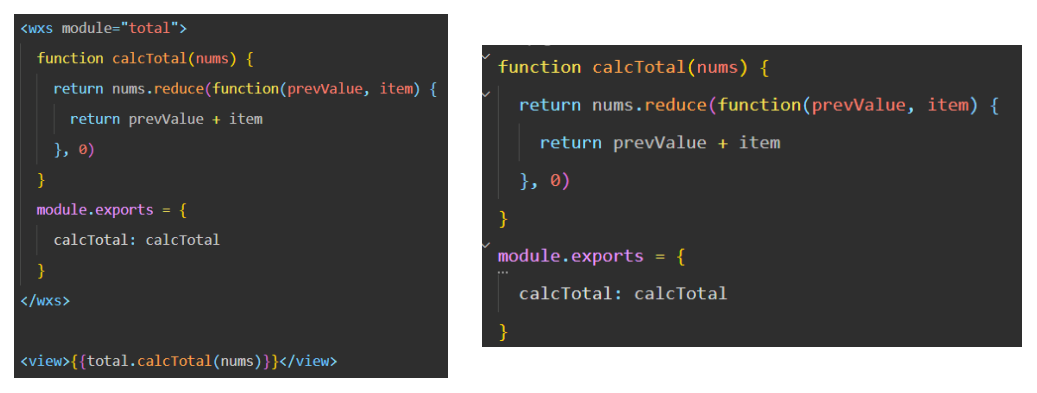 <wxs module="total">
function calcTotal(nums) {
return nums.reduce(function(prevValue, item) {
return prevValue + item
}, 0)
}
module.exports = {
calcTotal: calcTotal
}
</wxs>
<view>{{total.calcTotal(nums)}}</view>
function calcTotal(nums) {
return nums.reduce(function(prevValue, item) {
return prevValue + item
}, 0)
}
module.exports = {
calcTotal: calcTotal
}